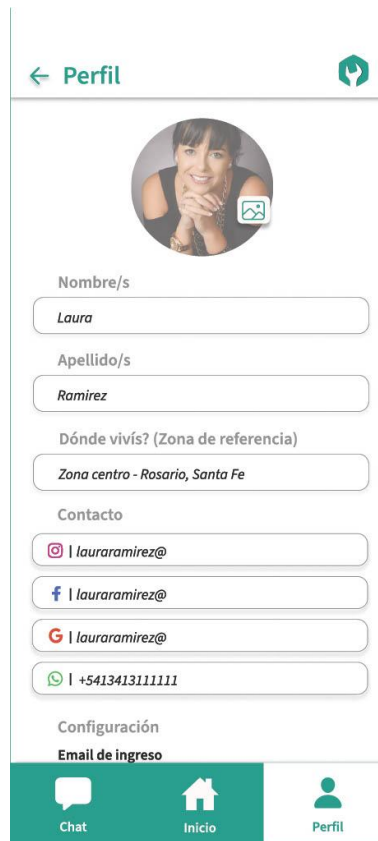 Perfil
Nombre/s
Laura
Apellido/s
Ramirez
Dónde vivís? (Zona de referencia)
Zona centro - Rosario, Santa Fe
Contacto
| lauraramirez@
| lauraramirez@
G | lauraramirez@
| +5413413111111
Configuración
Email de ingreso
Chat Inicio Perfil